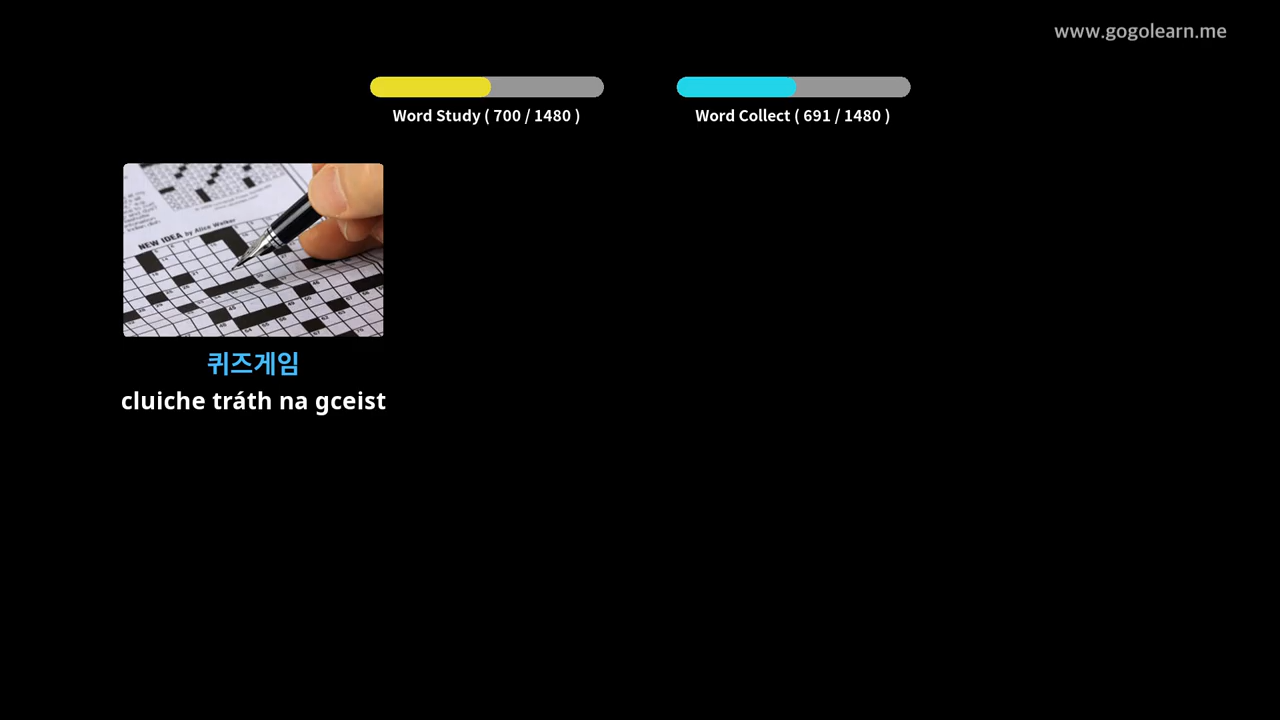 www.gogolearn.me
Word Study ( 700 / 1480 )
Word Collect ( 691 / 1480 )
NEW IDEA by Alice Walker
퀴즈게임
cluiche tráth na gceist